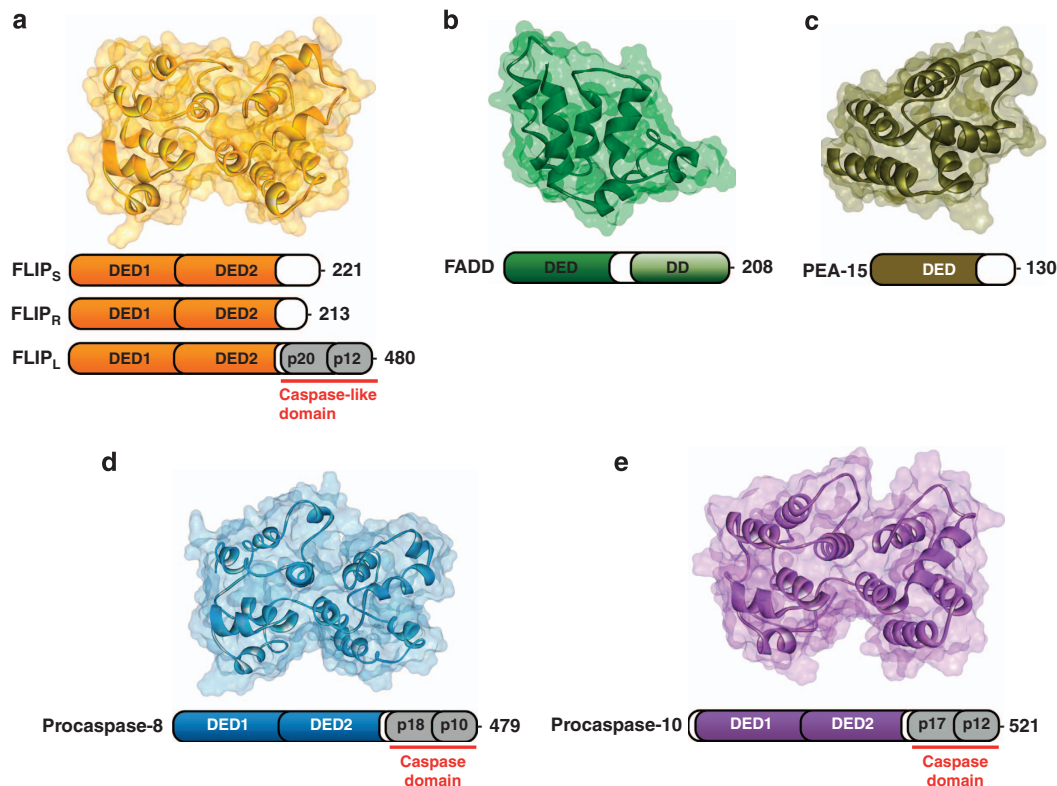 a
b
c
FLIPS
DED1 DED2 221
FLIPR
DED1 DED2 213
FLIPL
DED1 DED2 p20 p12 480
Caspase-like
domain
FADD DED DD 208
PEA-15 DED 130
d
e
Procaspase-8 DED1 DED2 p18 p10 479
Caspase
domain
Procaspase-10 DED1 DED2 p17 p12 521
Caspase
domain